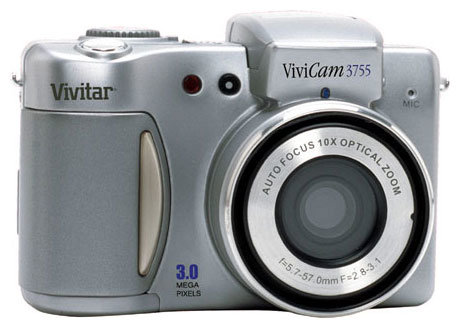 ViviCam 3755
Vivitar
MIC
AUTO FOCUS 10X OPTICAL ZOOM
f=5.7-57.0mm F=2.8-3.1
3.0
MEGA
PIXELS